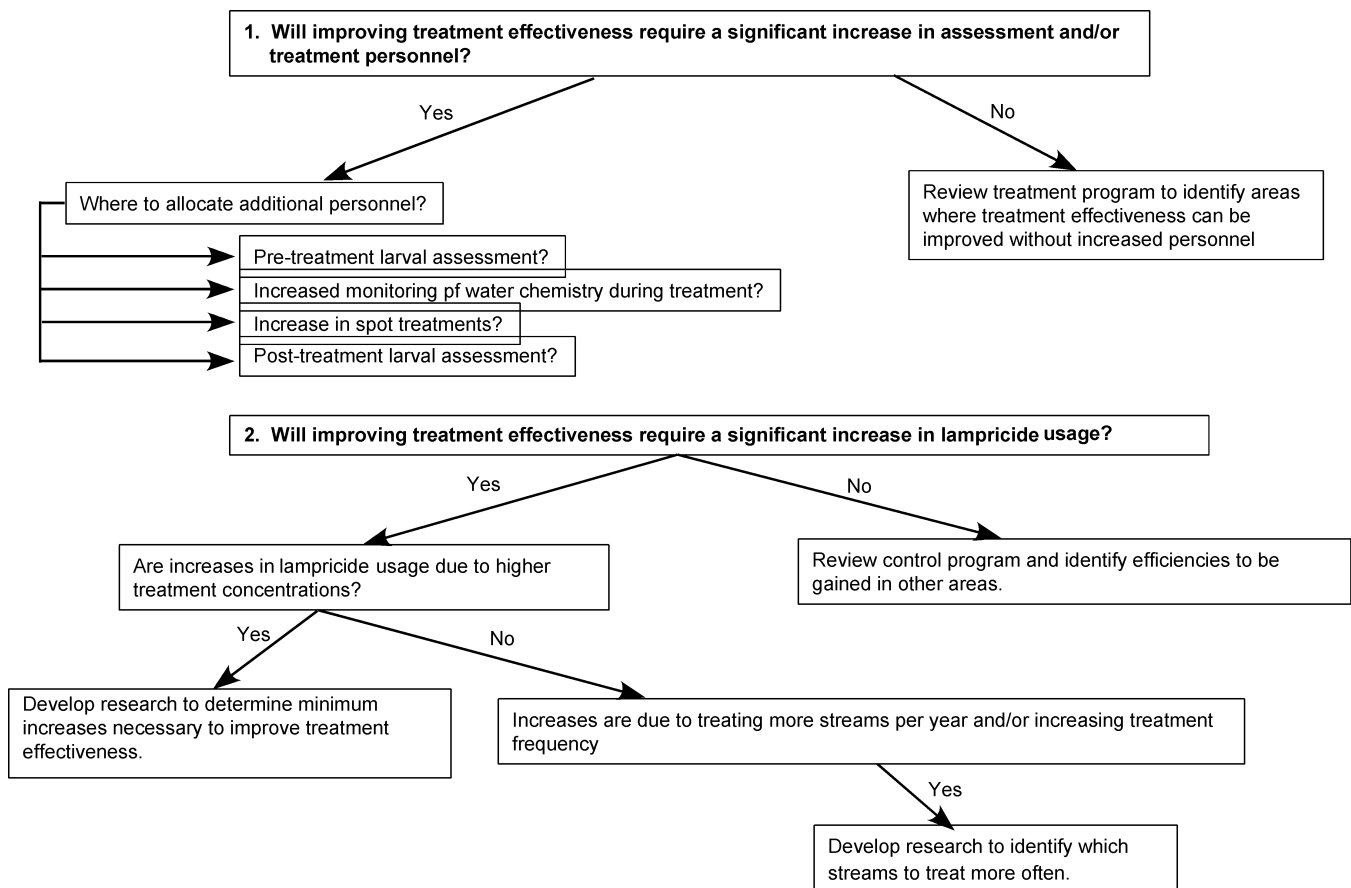 1. Will improving treatment effectiveness require a significant increase in assessment and/or
treatment personnel?
Yes
No
Where to allocate additional personnel?
Review treatment program to identify areas
where treatment effectiveness can be
improved without increased personnel
Pre-treatment larval assessment?
Increased monitoring pf water chemistry during treatment?
Increase in spot treatments?
Post-treatment larval assessment?
2. Will improving treatment effectiveness require a significant increase in lampricide usage?
Yes
No
Are increases in lampricide usage due to higher
treatment concentrations?
Review control program and identify efficiencies to be
gained in other areas.
Yes
No
Develop research to determine minimum
increases necessary to improve treatment
effectiveness.
Increases are due to treating more streams per year and/or increasing treatment
frequency
Yes
Develop research to identify which
streams to treat more often.